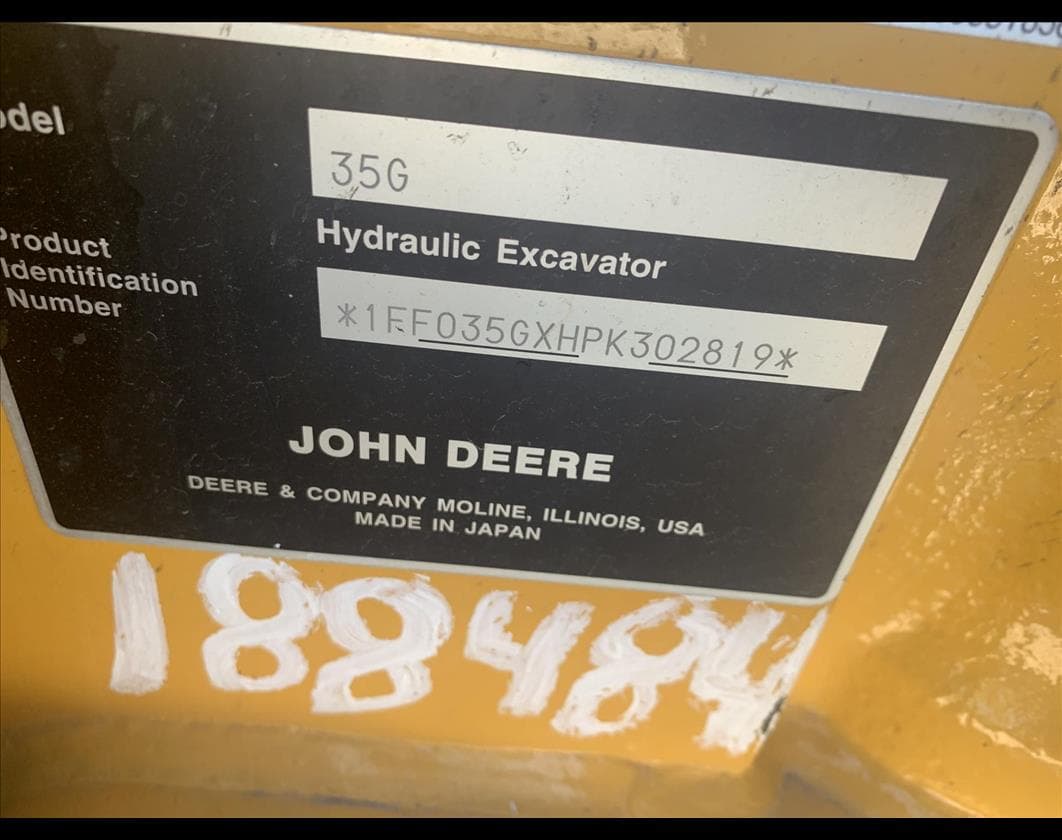 odel
35G
Hydraulic Excavator
Product
Identification
Number
*1FF035GXHPK302819*
JOHN DEERE
DEERE & COMPANY MOLINE, ILLINOIS, USA
MADE IN JAPAN
188484